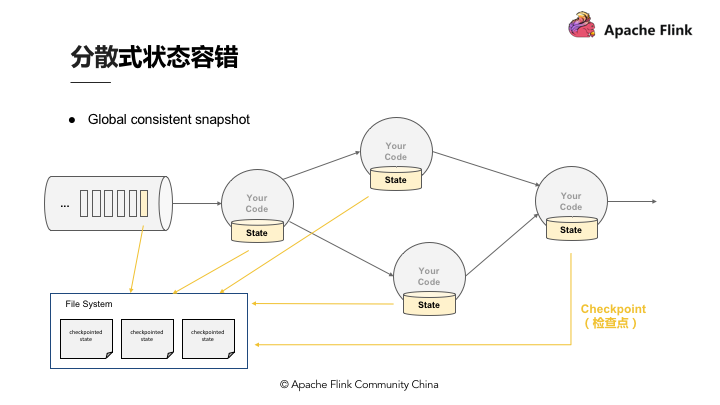 Apache Flink
分散式状态容错
● Global consistent snapshot
Your
Code
State
...
Your
Code
State
Your
Code
State
Your
Code
State
File System
checkpointed
state
checkpointed
state
checkpointed
state
Checkpoint
（检查点）
© Apache Flink Community China